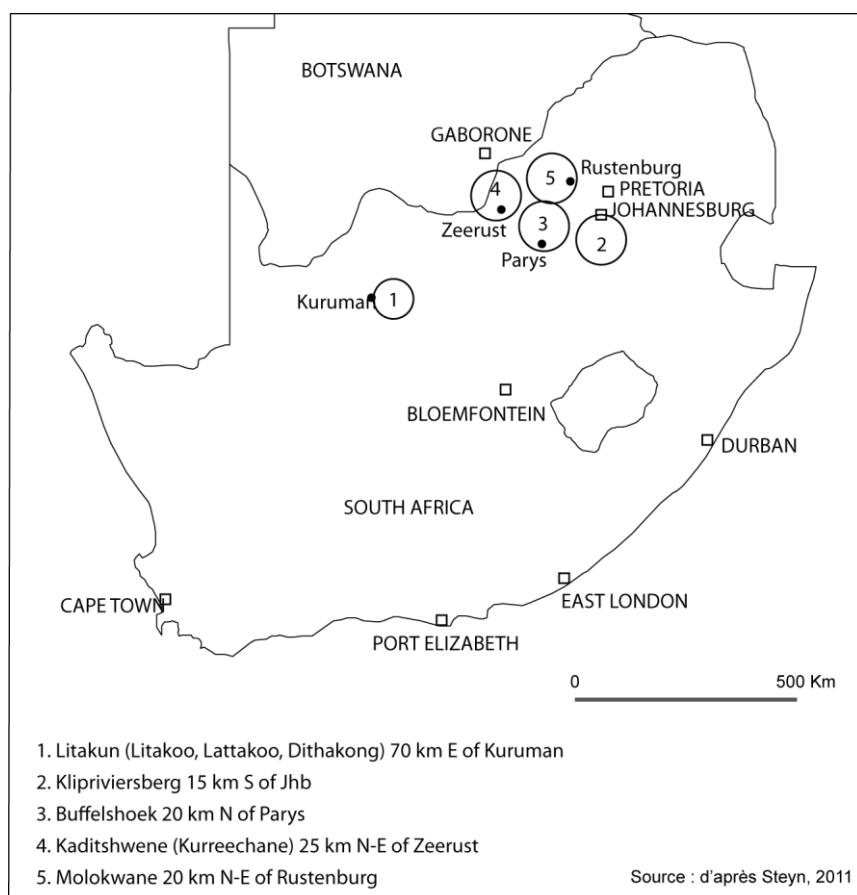 BOTSWANA
GABORONE
4
5
Rustenburg
PRETORIA
JOHANNESBURG
Zeerust
3
2
Parys
Kuruman
1
BLOEMFONTEIN
DURBAN
SOUTH AFRICA
CAPE TOWN
EAST LONDON
PORT ELIZABETH
0
500 Km
1. Litakun (Litakoo, Lattakoo, Dithakong) 70 km E of Kuruman
2. Klipriviersberg 15 km S of Jhb
3. Buffelshoek 20 km N of Parys
4. Kaditshwene (Kurreechane) 25 km N-E of Zeerust
5. Molokwane 20 km N-E of Rustenburg
Source : d'après Steyn, 2011